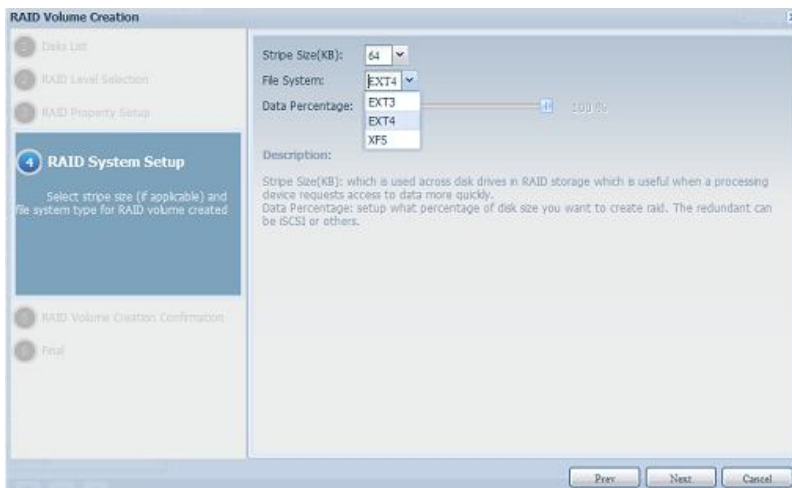 RAID Volume Creation
Disks List
2 RAID Level Selection
RAID Property Setup
4 RAID System Setup
Select stripe size (if applicable) and
file system type for RAID volume created
RAID Volume Creation Confirmation
Final
Stripe Size(KB): 64
File System: EXT4
EXT3
EXT4
XFS
Data Percentage: 100 %
Description:
Stripe Size(KB): which is used across disk drives in RAID storage which is useful when a processing
device requests access to data more quickly.
Data Percentage: setup what percentage of disk size you want to create raid. The redundant can
be iSCSI or others.
Prev Next Cancel